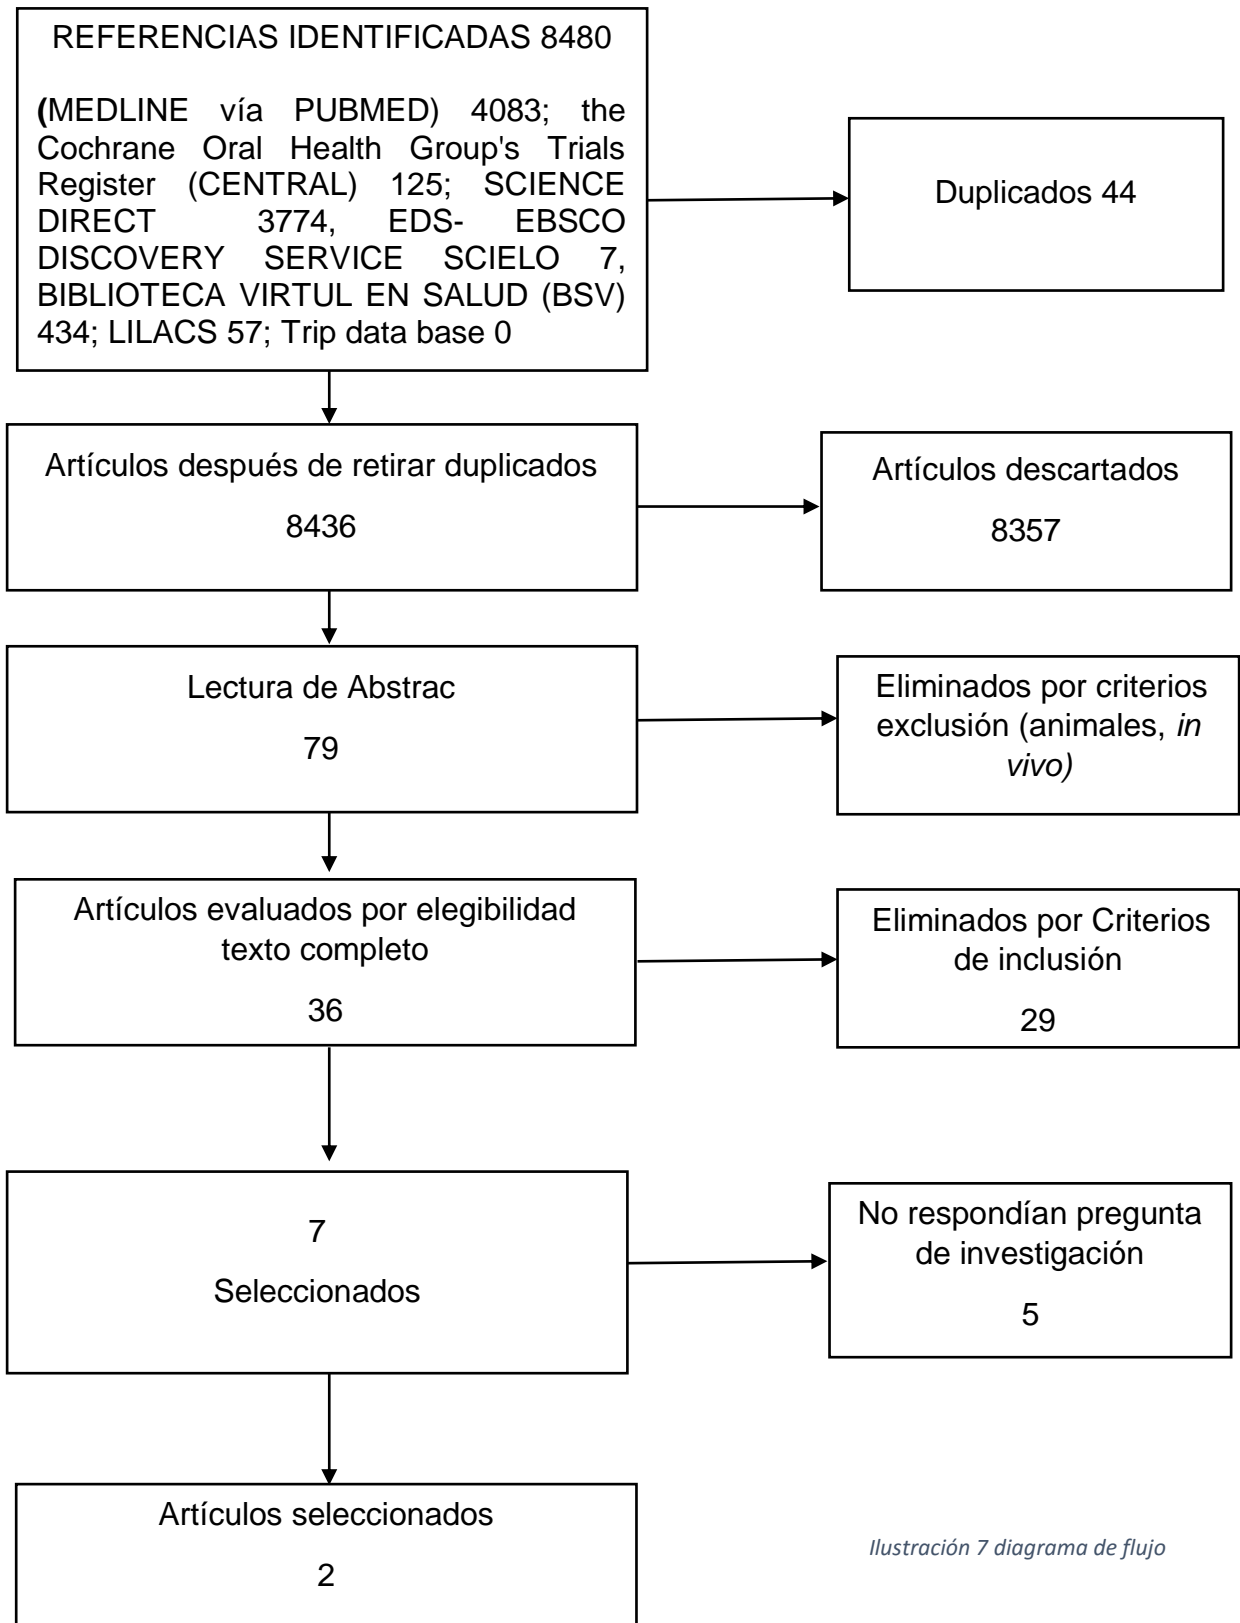 REFERENCIAS IDENTIFICADAS 8480
(MEDLINE vía PUBMED) 4083; the
Cochrane Oral Health Group's Trials
Register (CENTRAL) 125; SCIENCE
DIRECT 3774, EDS- EBSCO
DISCOVERY SERVICE SCIELO 7,
BIBLIOTECA VIRTUL EN SALUD (BSV)
434; LILACS 57; Trip data base 0
Duplicados 44
Artículos después de retirar duplicados
8436
Artículos descartados
8357
Lectura de Abstrac
79
Eliminados por criterios
exclusión (animales, in
vivo)
Artículos evaluados por elegibilidad
texto completo
36
Eliminados por Criterios
de inclusión
29
7
Seleccionados
No respondían pregunta
de investigación
5
Artículos seleccionados
2
Ilustración 7 diagrama de flujo